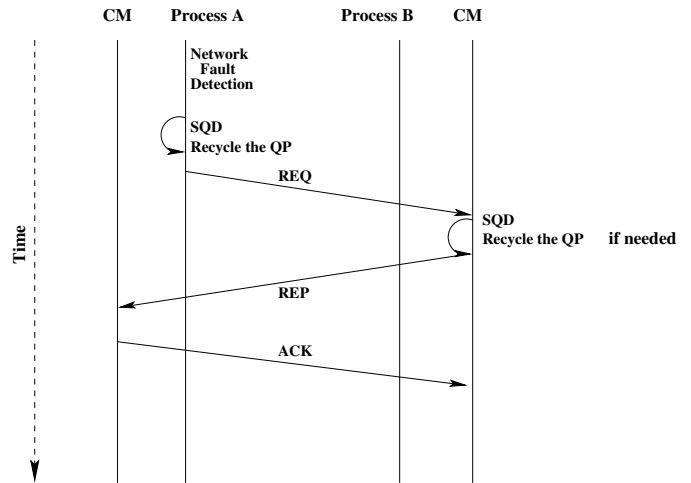 CM Process A Process B CM
Network
Fault
Detection
SQD
Recycle the QP
REQ
SQD
Recycle the QP if needed
Time
REP
ACK